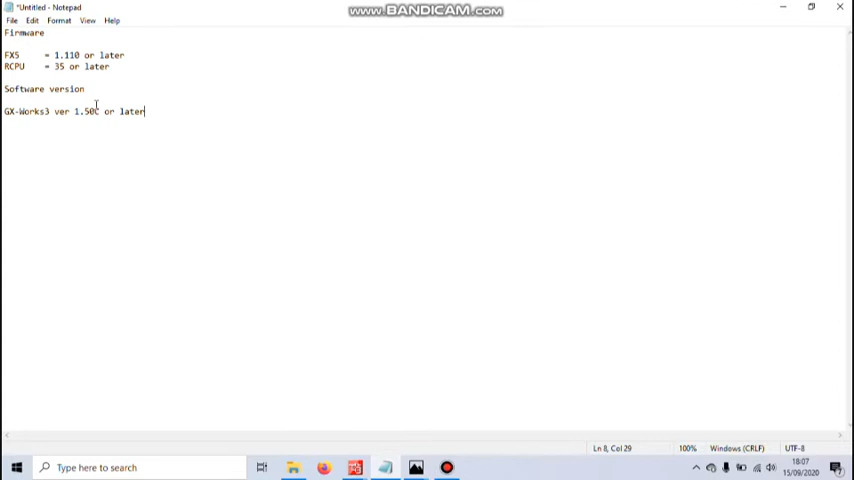 *Untitled - Notepad
www.BANDICAM.com
File Edit Format View Help
Firmware
FX5 = 1.110 or later
RCPU = 35 or later
Software version
GX-Works3 ver 1.50C or later
Ln 8, Col 29 100% Windows (CRLF) UTF-8
Type here to search
18:07
15/09/2020